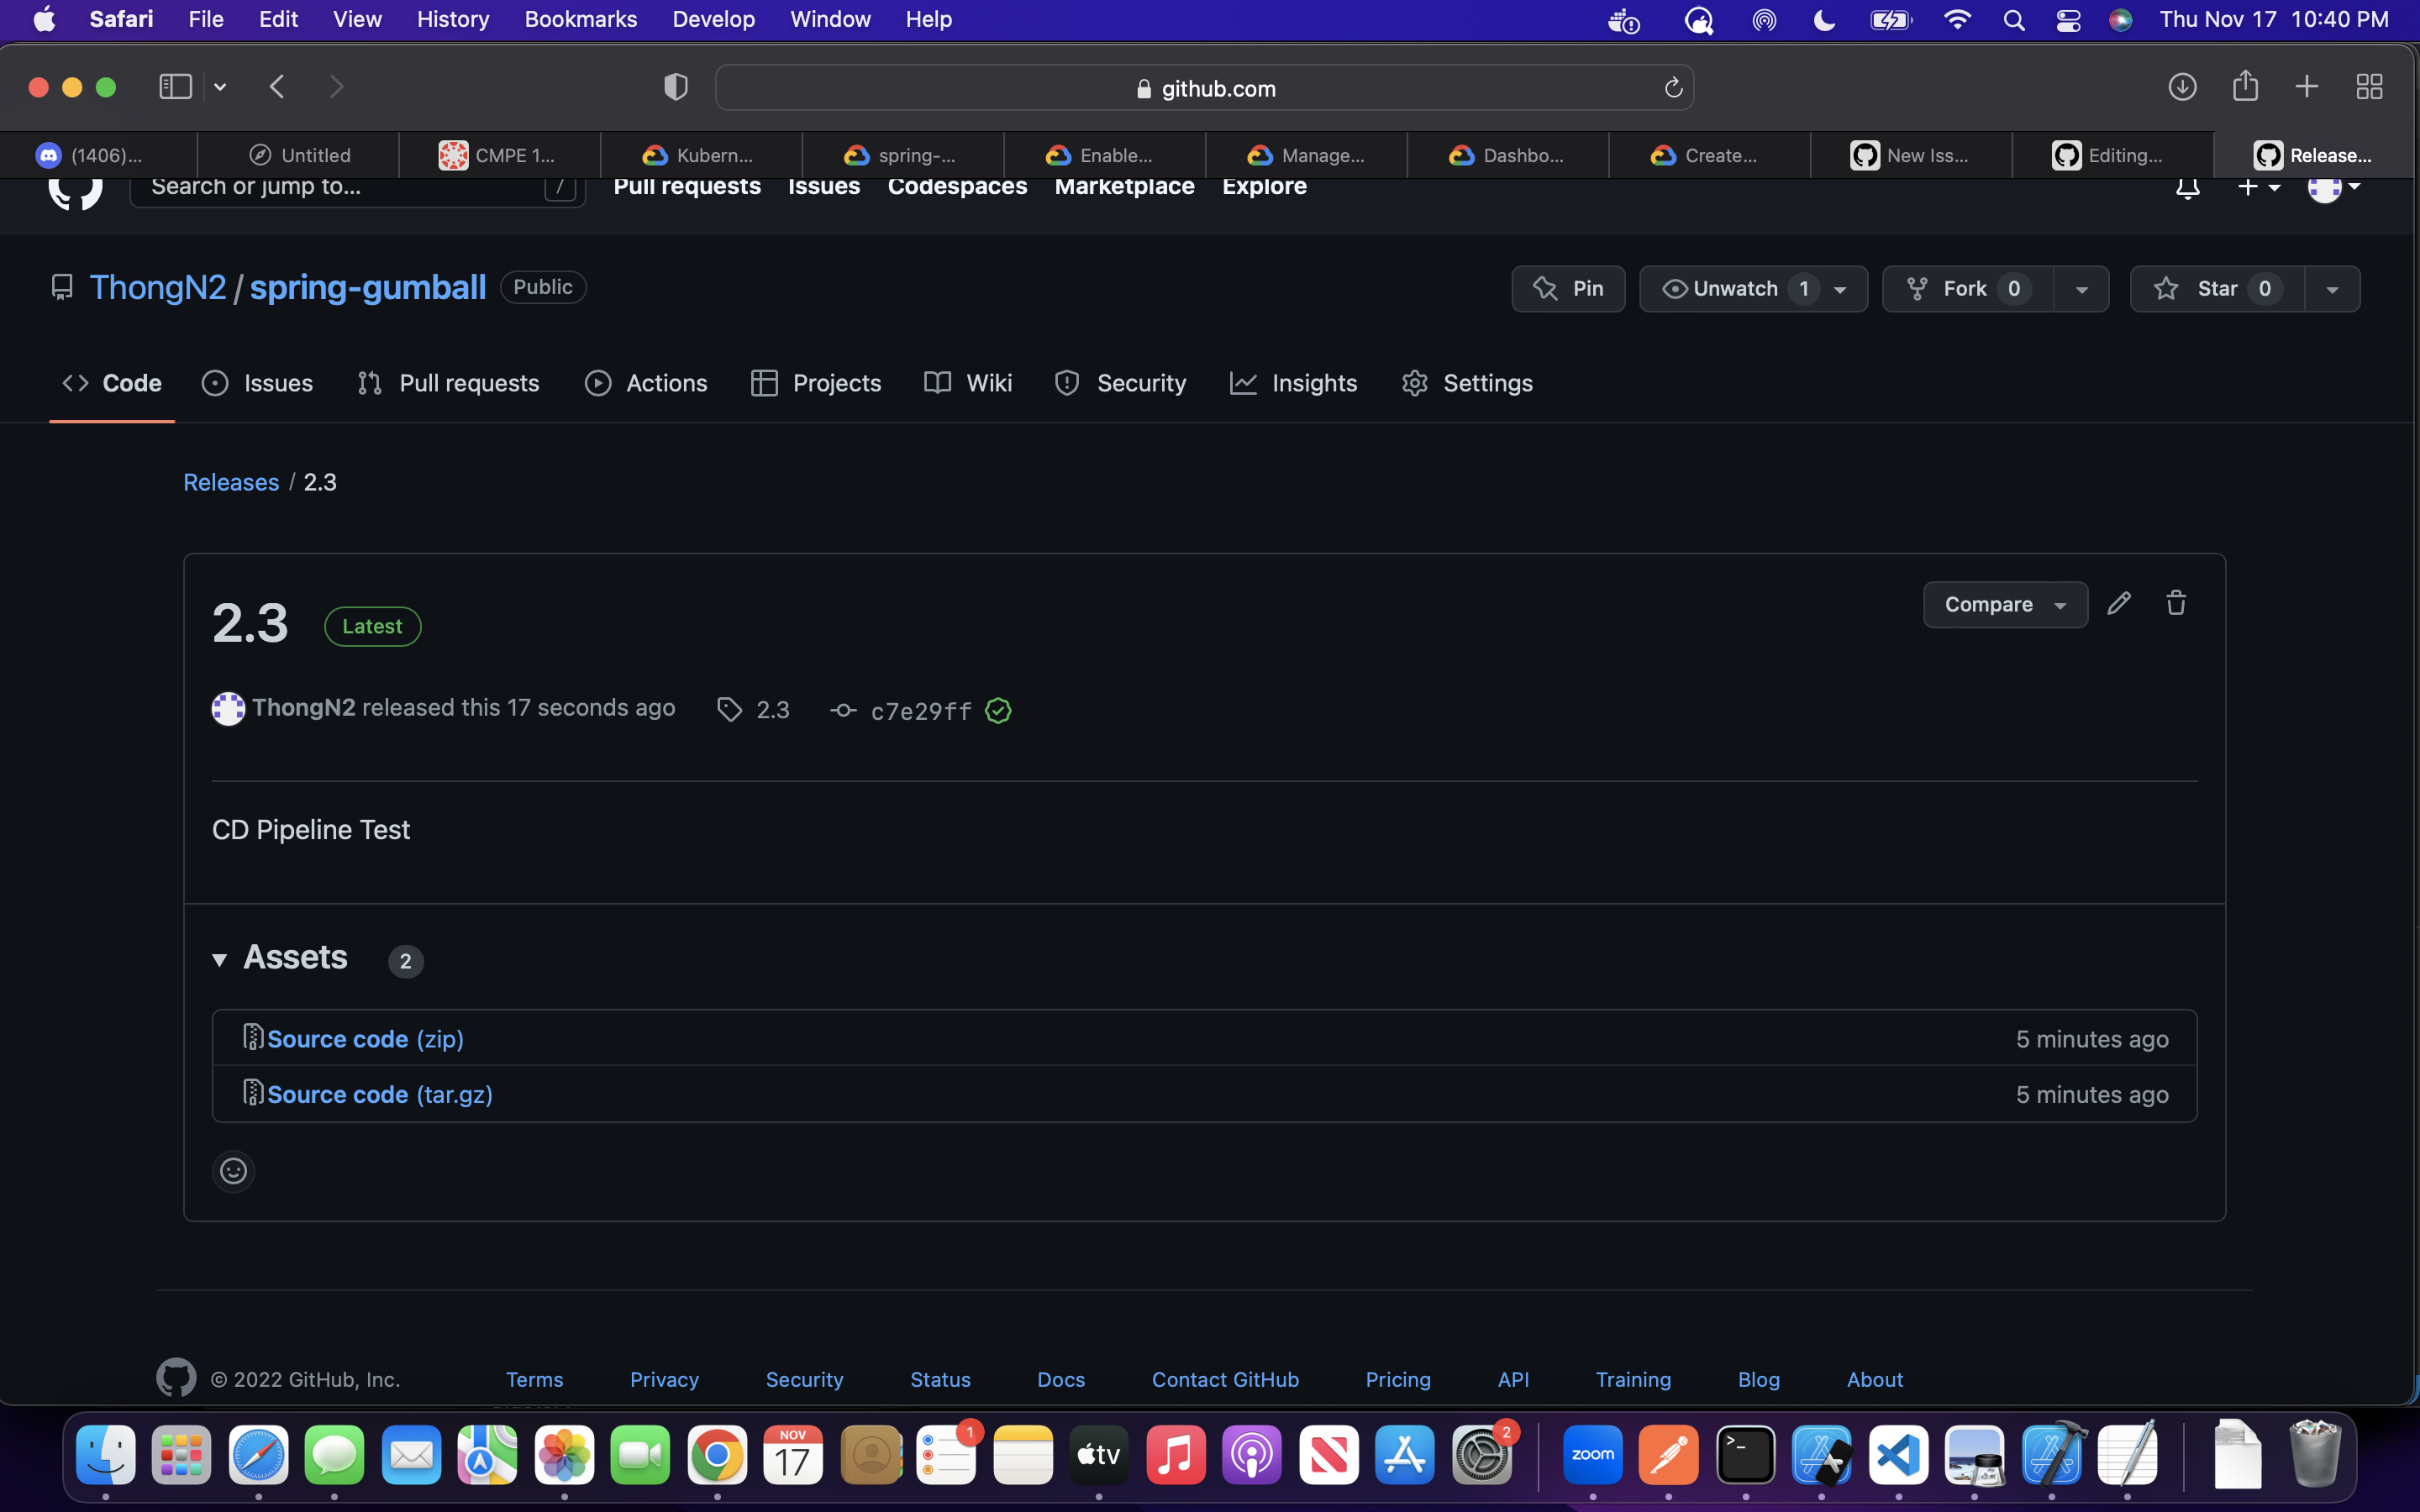 Safari File Edit View History Bookmarks Develop Window Help Thu Nov 17 10:40 PM
github.com
(1406)... Untitled CMPE 1... Kubern... spring-... Enable... Manage... Dashbo... Create... New Iss... Editing... Release...
Search or jump to... / Pull requests Issues Codespaces Marketplace Explore
ThongN2 / spring-gumball Public Pin Unwatch 1 Fork 0 Star 0
Code Issues Pull requests Actions Projects Wiki Security Insights Settings
Releases / 2.3
2.3 Latest Compare
ThongN2 released this 17 seconds ago 2.3 c7e29ff
CD Pipeline Test
Assets 2
Source code (zip) 5 minutes ago
Source code (tar.gz) 5 minutes ago
© 2022 GitHub, Inc. Terms Privacy Security Status Docs Contact GitHub Pricing API Training Blog About
NOV
17
1
tv
2
zoom
>_